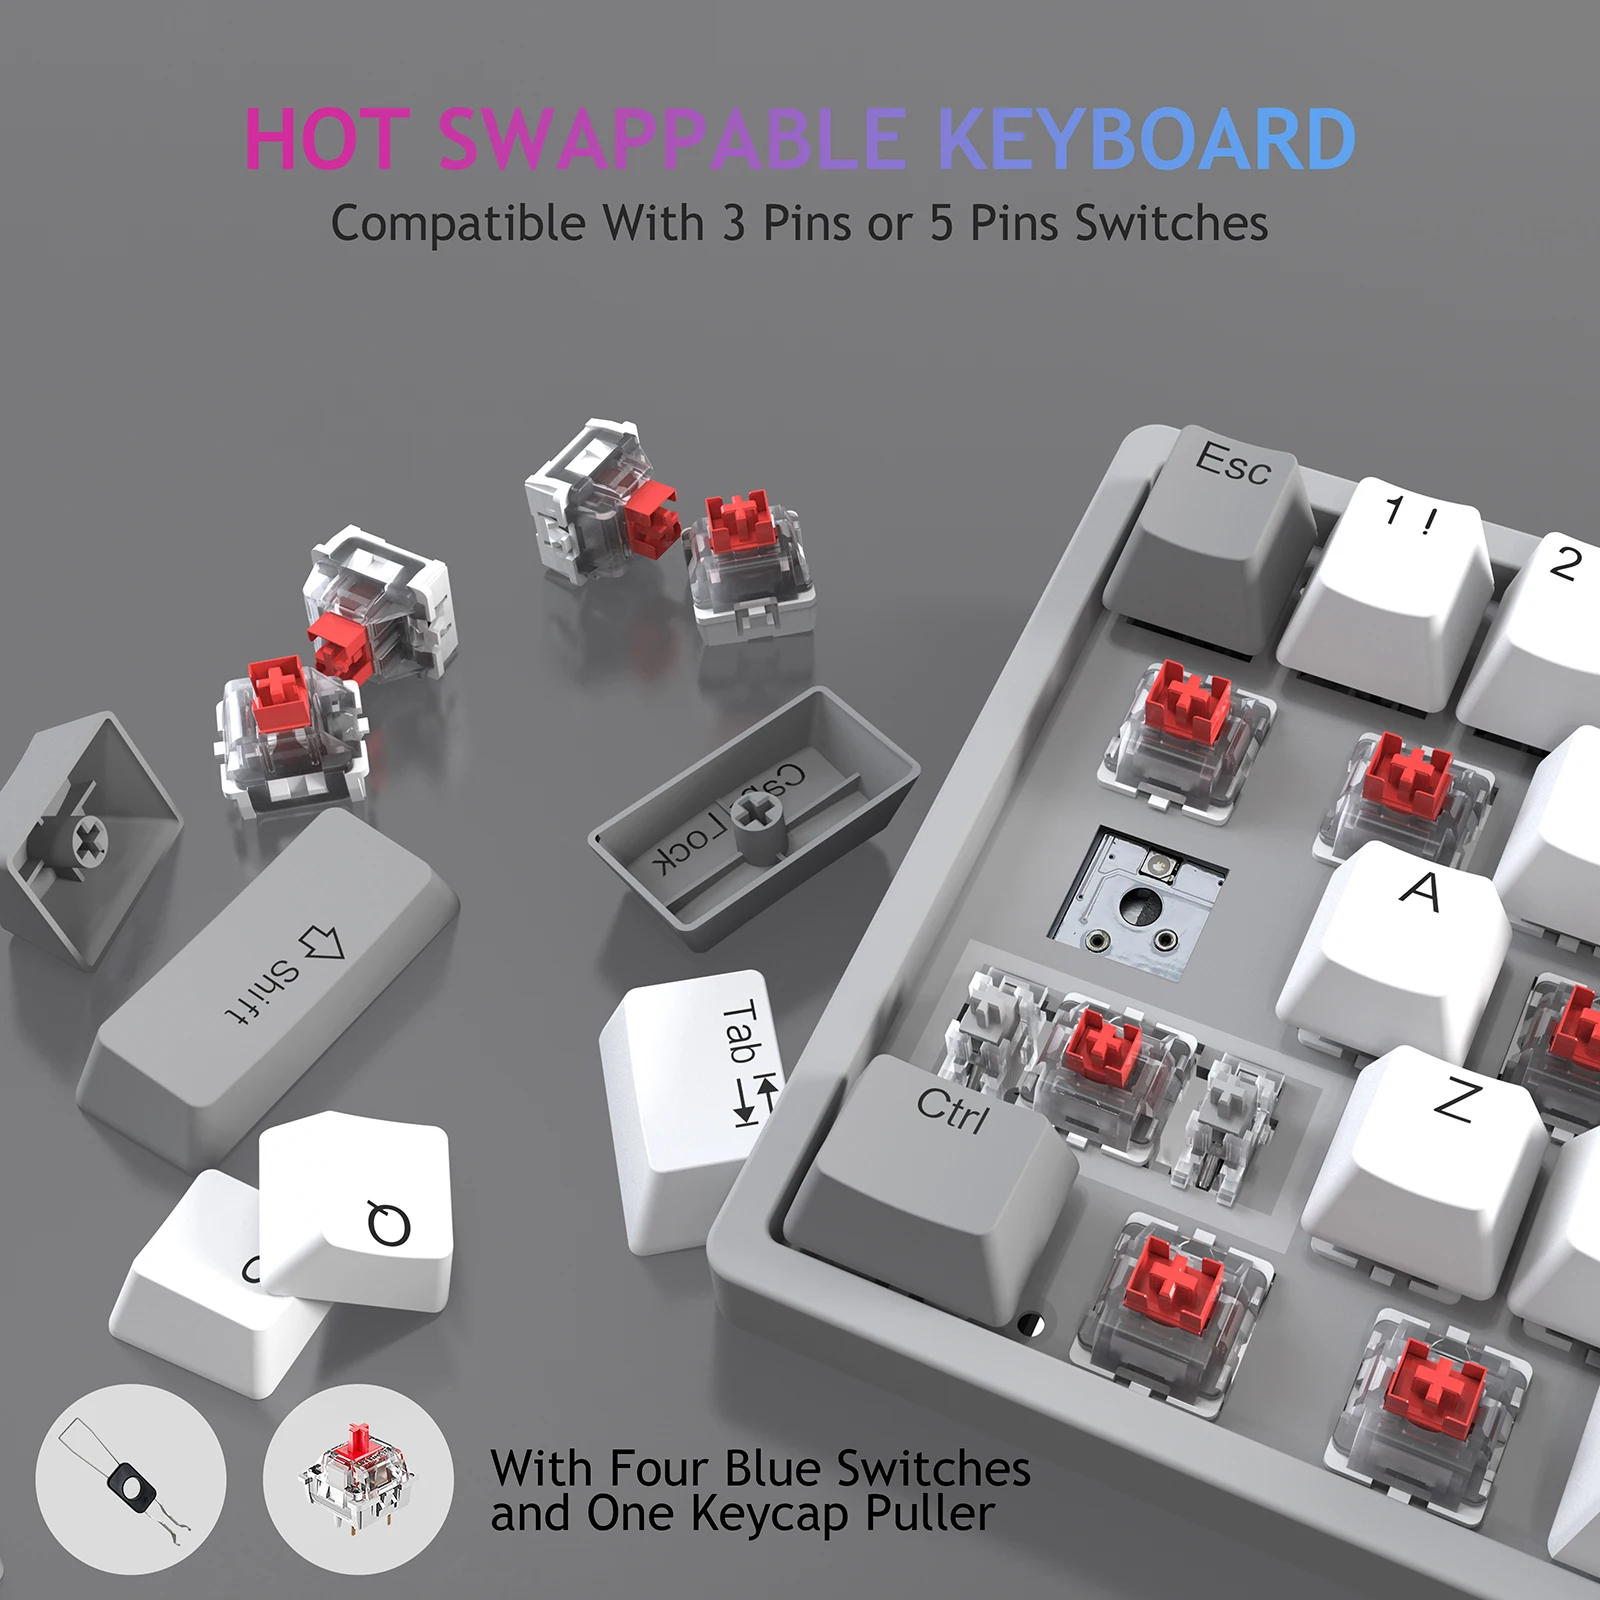 HOT SWAPPABLE KEYBOARD
Compatible With 3 Pins or 5 Pins Switches
Esc
1 !
2
Caps Lock
A
Shift
Tab
Z
Ctrl
Q
With Four Blue Switches
and One Keycap Puller